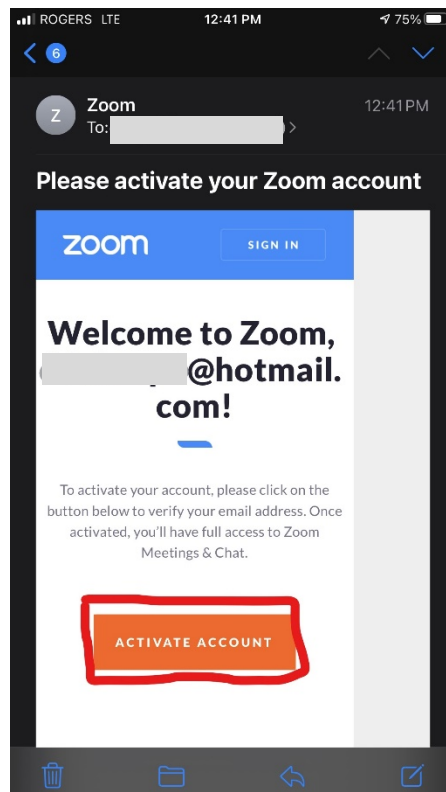 ROGERS LTE 12:41 PM 75%
6
Z
Zoom 12:41 PM
To:
Please activate your Zoom account
zoom SIGN IN
Welcome to Zoom,
@hotmail.
com!
To activate your account, please click on the
button below to verify your email address. Once
activated, you'll have full access to Zoom
Meetings & Chat.
ACTIVATE ACCOUNT